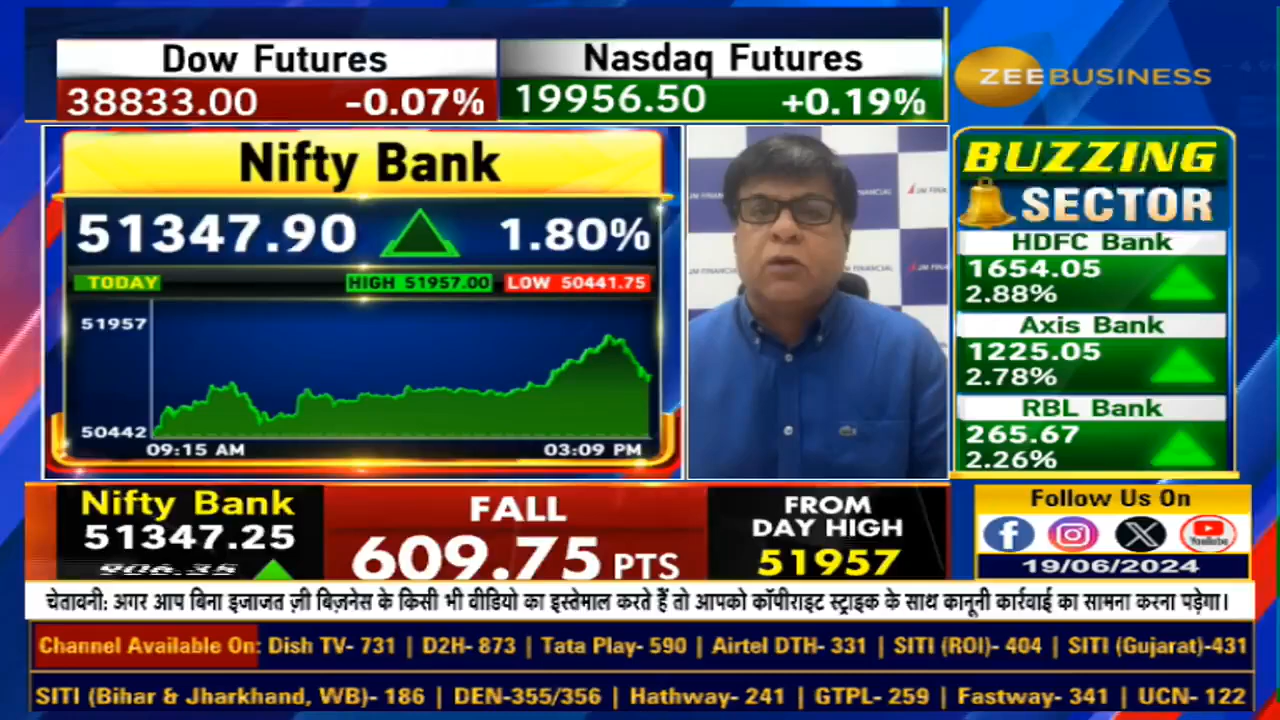 Dow Futures
38833.00 -0.07%
Nasdaq Futures
19956.50 +0.19%
ZEEBUSINESS
Nifty Bank
51347.90 1.80%
TODAY HIGH 51957.00 LOW 50441.75
51957
50442
09:15 AM 03:09 PM
JM FINANCIAL
BUZZING
SECTOR
HDFC Bank
1654.05
2.88%
Axis Bank
1225.05
2.78%
RBL Bank
265.67
2.26%
Nifty Bank
51347.25
FALL
609.75 PTS
FROM
DAY HIGH
51957
Follow Us On
YouTube
19/06/2024
चेतावनी: अगर आप बिना इजाजत ज़ी बिज़नेस के किसी भी वीडियो का इस्तेमाल करते हैं तो आपको कॉपीराइट स्ट्राइक के साथ कानूनी कार्रवाई का सामना करना पड़ेगा।
Channel Available On: Dish TV- 731 | D2H- 873 | Tata Play- 590 | Airtel DTH- 331 | SITI (ROI)- 404 | SITI (Gujarat)-431
SITI (Bihar & Jharkhand, WB)- 186 | DEN-355/356 | Hathway- 241 | GTPL- 259 | Fastway- 341 | UCN- 122